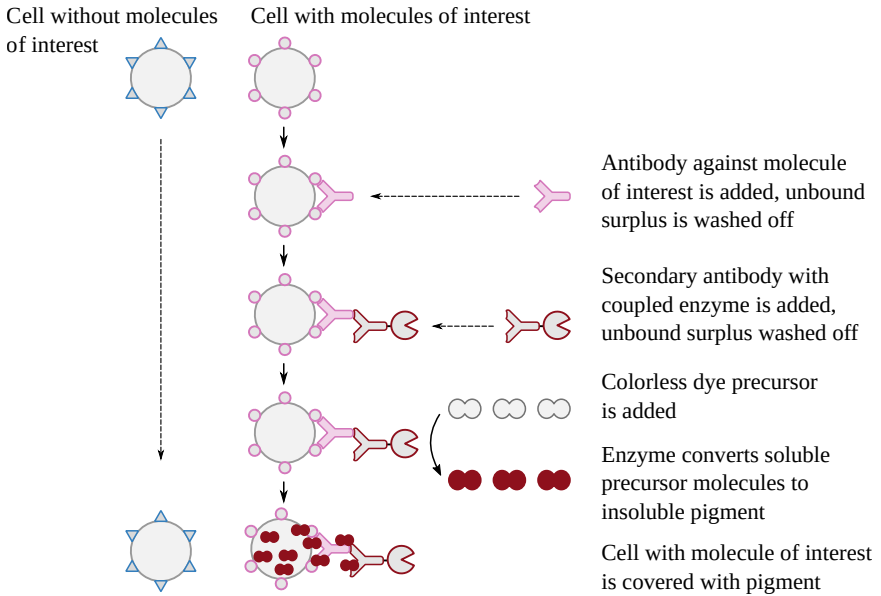 Cell without molecules
of interest
Cell with molecules of interest
Antibody against molecule
of interest is added, unbound
surplus is washed off
Secondary antibody with
coupled enzyme is added,
unbound surplus washed off
Colorless dye precursor
is added
Enzyme converts soluble
precursor molecules to
insoluble pigment
Cell with molecule of interest
is covered with pigment